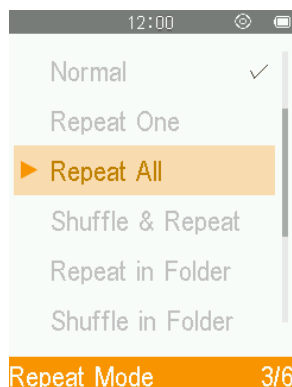 12:00
Normal
Repeat One
Repeat All
Shuffle & Repeat
Repeat in Folder
Shuffle in Folder
Repeat Mode 3/6